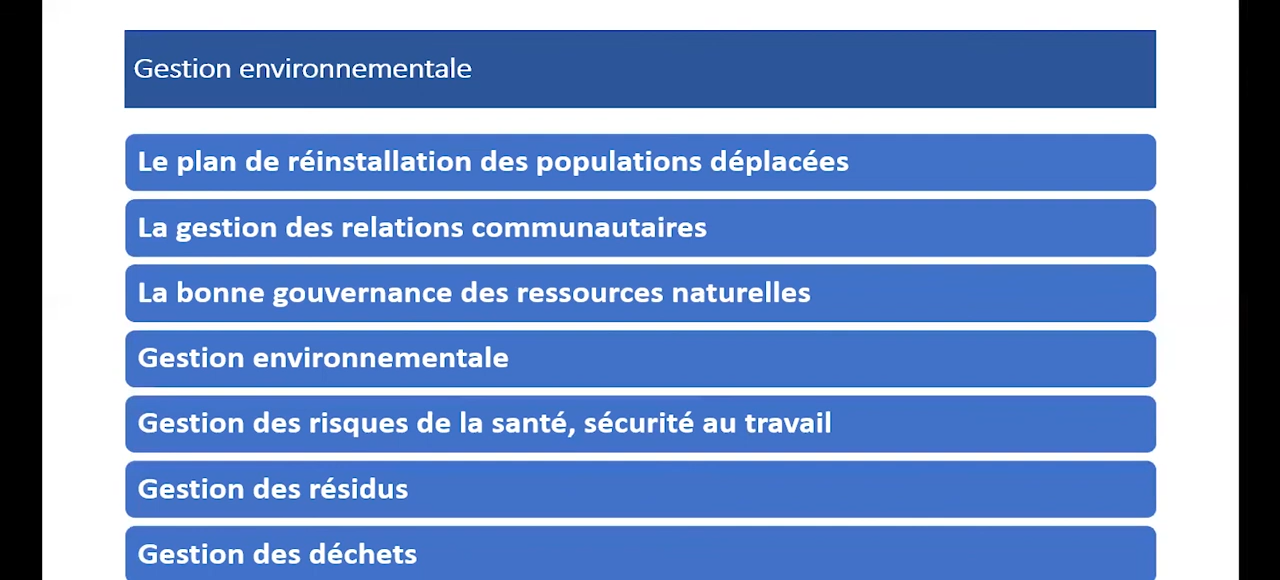 Gestion environnementale
Le plan de réinstallation des populations déplacées
La gestion des relations communautaires
La bonne gouvernance des ressources naturelles
Gestion environnementale
Gestion des risques de la santé, sécurité au travail
Gestion des résidus
Gestion des déchets